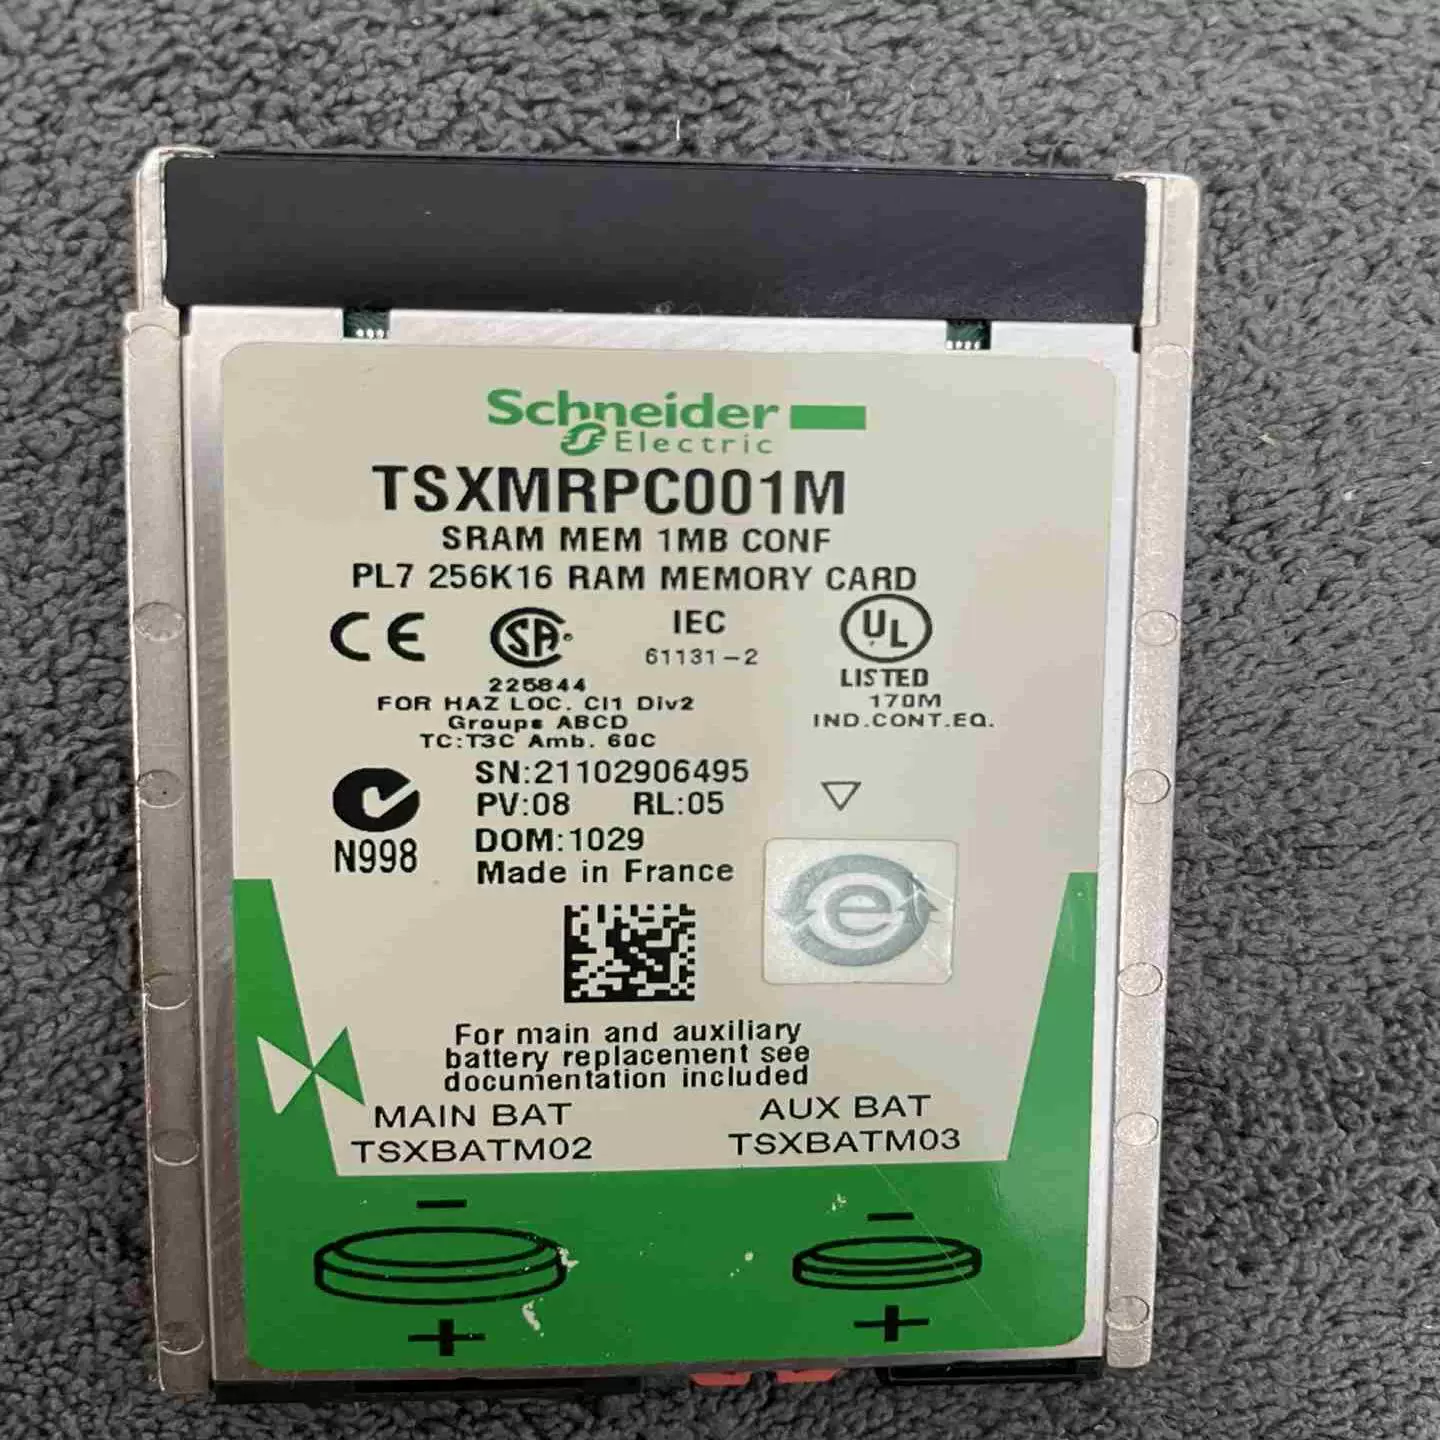 Schneider
Electric
TSXMRPC001M
SRAM MEM 1MB CONF
PL7 256K16 RAM MEMORY CARD
CE SA IEC UL
61131-2
LISTED
225844
170M
FOR HAZ LOC. Cl1 Div2
IND.CONT.EQ.
Groups ABCD
TC:T3C Amb. 60C
SN:21102906495
PV:08 RL:05
DOM:1029
N998
Made in France
e
For main and auxiliary
battery replacement see
documentation included
MAIN BAT AUX BAT
TSXBATM02 TSXBATM03
- -
+ +